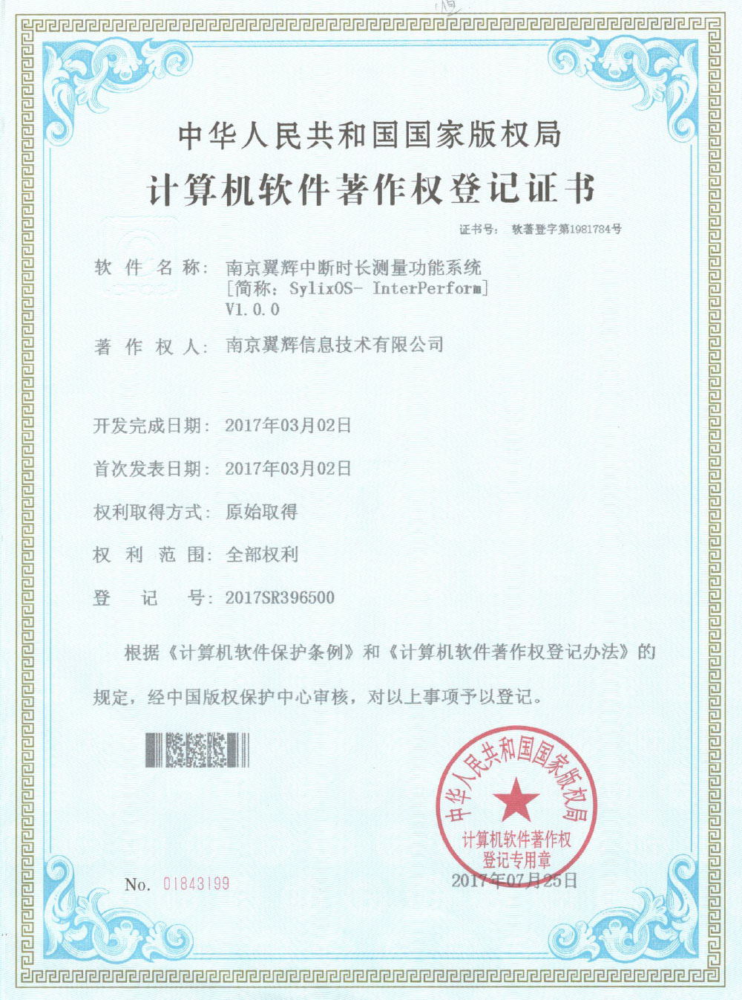 中华人民共和国国家版权局
计算机软件著作权登记证书
证书号： 软著登字第1981784号
软件名称： 南京翼辉中断时长测量功能系统
[简称：SylixOS- InterPerform]
V1.0.0
著作权人： 南京翼辉信息技术有限公司
开发完成日期： 2017年03月02日
首次发表日期： 2017年03月02日
权利取得方式： 原始取得
权利范围： 全部权利
登记号： 2017SR396500
根据《计算机软件保护条例》和《计算机软件著作权登记办法》的
规定，经中国版权保护中心审核，对以上事项予以登记。
中华人民共和国国家版权局
计算机软件著作权
登记专用章
No. 01843199
2017年07月25日